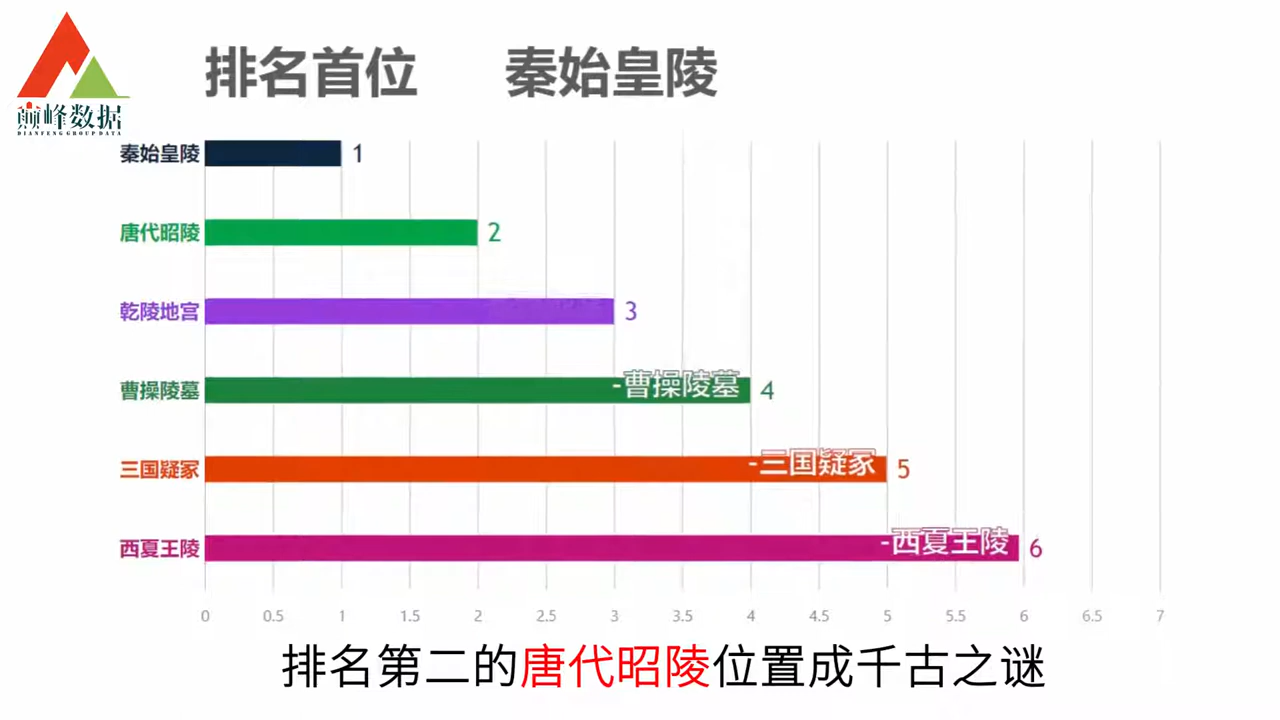 排名首位 秦始皇陵
巅峰数据
DIANFENG GROUP DATA
秦始皇陵 1
唐代昭陵 2
乾陵地宫 3
曹操陵墓 -曹操陵墓 4
三国疑冢 -三国疑冢 5
西夏王陵 -西夏王陵 6
0 0.5 1 1.5 2 2.5 3 3.5 4 4.5 5 5.5 6 6.5 7
排名第二的唐代昭陵位置成千古之谜